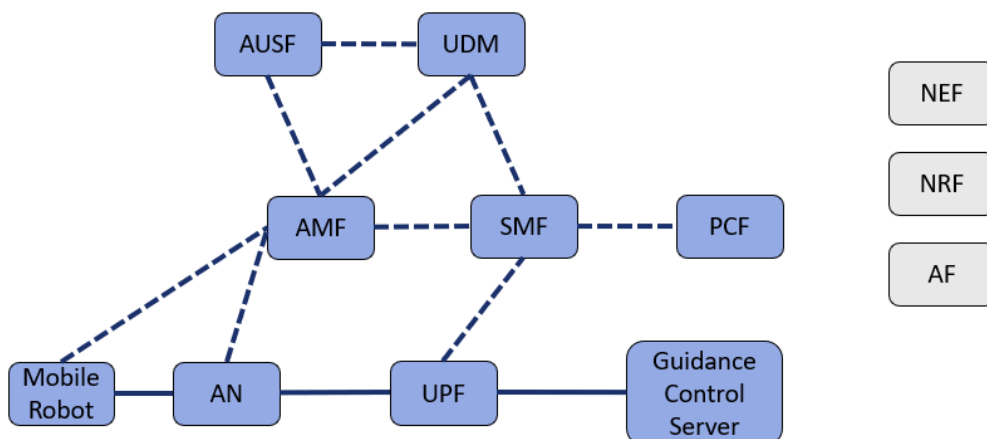 AUSF
UDM
NEF
NRF
AMF
SMF
PCF
AF
Mobile
Robot
AN
UPF
Guidance
Control
Server